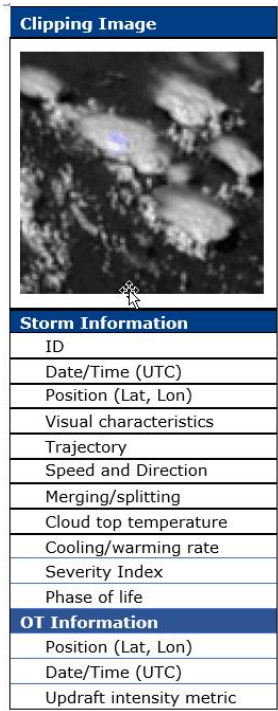 Clipping Image
Storm Information
ID
Date/Time (UTC)
Position (Lat, Lon)
Visual characteristics
Trajectory
Speed and Direction
Merging/splitting
Cloud top temperature
Cooling/warming rate
Severity Index
Phase of life
OT Information
Position (Lat, Lon)
Date/Time (UTC)
Updraft intensity metric